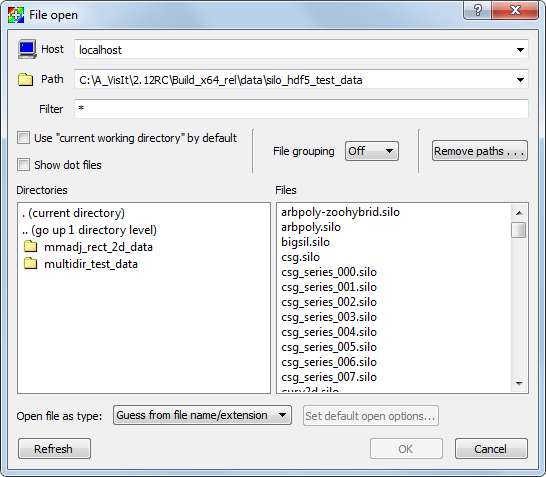 File open
Host localhost
Path C:\A_VisIt\2.12RC\Build_x64_rel\data\silo_hdf5_test_data
Filter *
Use "current working directory" by default
Show dot files
File grouping Off
Remove paths . . .
Directories
. (current directory)
.. (go up 1 directory level)
mmadj_rect_2d_data
multidir_test_data
Files
arbpoly-zoohybrid.silo
arbpoly.silo
bigsil.silo
csg.silo
csg_series_000.silo
csg_series_001.silo
csg_series_002.silo
csg_series_003.silo
csg_series_004.silo
csg_series_005.silo
csg_series_006.silo
csg_series_007.silo
curv2d.silo
Open file as type: Guess from file name/extension Set default open options...
Refresh OK Cancel